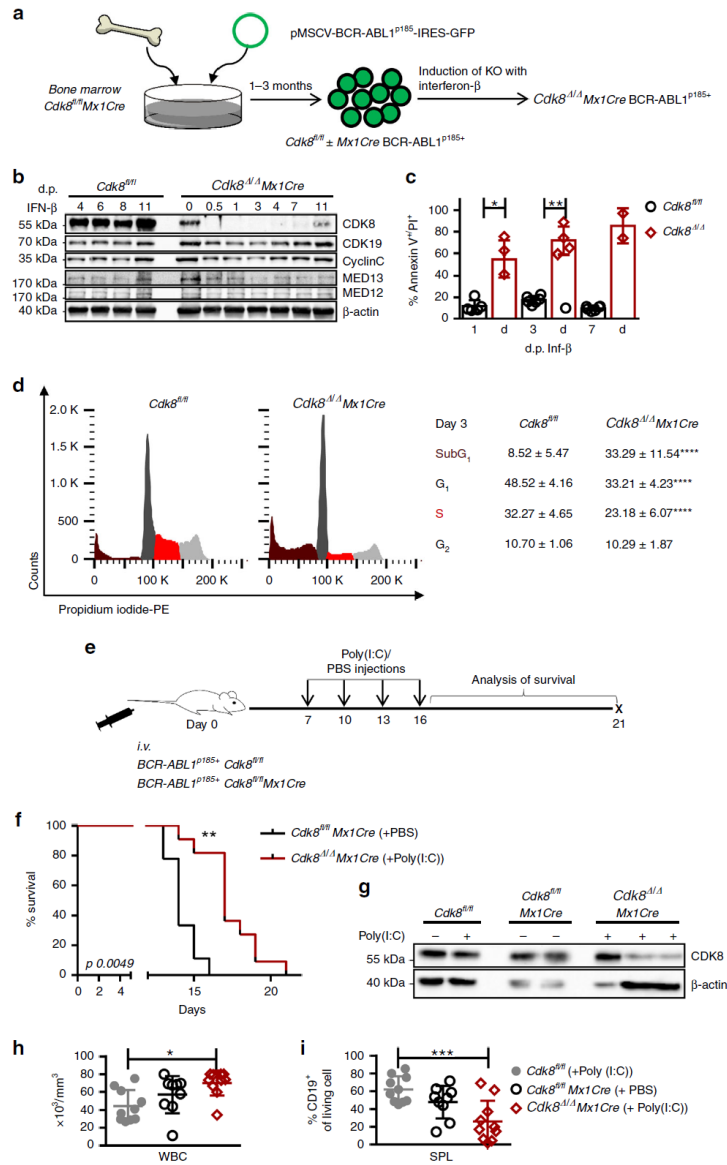 a
pMSCV-BCR-ABL1p185-IRES-GFP
Bone marrow
Cdk8fl/flMx1Cre
1–3 months
Induction of KO with
interferon-β
Cdk8Δ/ΔMx1Cre BCR-ABL1p185+
Cdk8fl/fl ± Mx1Cre BCR-ABL1p185+
b
d.p. Cdk8fl/fl Cdk8Δ/ΔMx1Cre
IFN-β 4 6 8 11 0 0.5 1 3 4 7 11
55 kDa CDK8
70 kDa CDK19
35 kDa CyclinC
170 kDa MED13
170 kDa MED12
40 kDa β-actin
c
% Annexin V+/PI+
100
80
60
40
20
0
* **
Cdk8fl/fl
Cdk8Δ/Δ
1 d 3 d 7 d
d.p. Inf-β
d
Cdk8fl/fl Cdk8Δ/ΔMx1Cre
2.0 K 2.0 K
1.5 K 1.5 K
1.0 K 1.0 K
500 500
0 0
0 100 K 200 K 0 100 K 200 K
Counts
Propidium iodide-PE
Day 3 Cdk8fl/fl Cdk8Δ/ΔMx1Cre
SubG1 8.52 ± 5.47 33.29 ± 11.54****
G1 48.52 ± 4.16 33.21 ± 4.23****
S 32.27 ± 4.65 23.18 ± 6.07****
G2 10.70 ± 1.06 10.29 ± 1.87
e
Poly(I:C)/
PBS injections
Analysis of survival
Day 0 7 10 13 16 X
21
i.v.
BCR-ABL1p185+ Cdk8fl/fl
BCR-ABL1p185+ Cdk8fl/flMx1Cre
f
% survival
100
80
60
40
20
0
**
Cdk8fl/fl Mx1Cre (+PBS)
Cdk8Δ/ΔMx1Cre (+Poly(I:C))
p 0.0049
0 2 4 15 20
Days
g
Cdk8fl/fl Cdk8fl/fl Mx1Cre Cdk8Δ/Δ Mx1Cre
Poly(I:C) – + – – + + +
55 kDa CDK8
40 kDa β-actin
h
×10³/mm³
100
80
60
40
20
0
*
WBC
i
% CD19+
of living cell
100
80
60
40
20
0
***
SPL
Cdk8fl/fl (+Poly (I:C))
Cdk8fl/fl Mx1Cre (+ PBS)
Cdk8Δ/ΔMx1Cre (+ Poly(I:C))